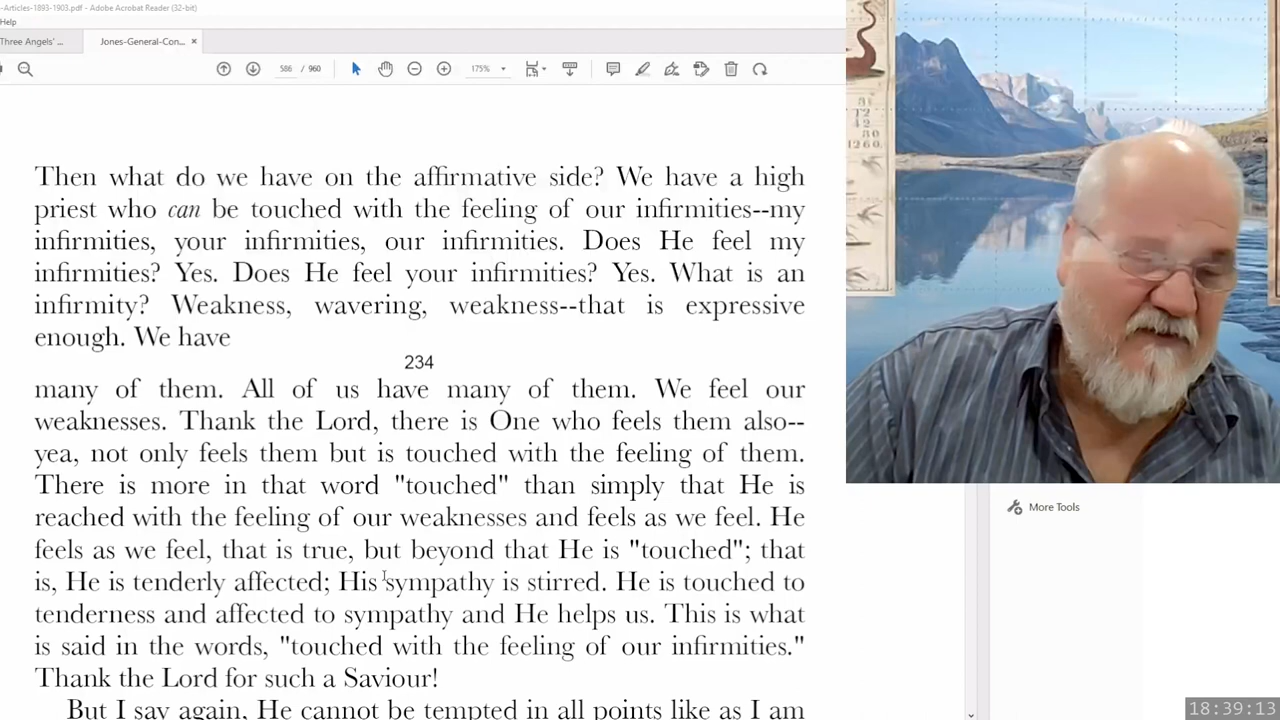 -Articles-1893-1903.pdf - Adobe Acrobat Reader (32-bit)
Help
Three Angels' ...
Jones-General-Con... ×
586 / 960
175%
Then what do we have on the affirmative side? We have a high
priest who can be touched with the feeling of our infirmities--my
infirmities, your infirmities, our infirmities. Does He feel my
infirmities? Yes. Does He feel your infirmities? Yes. What is an
infirmity? Weakness, wavering, weakness--that is expressive
enough. We have
234
many of them. All of us have many of them. We feel our
weaknesses. Thank the Lord, there is One who feels them also--
yea, not only feels them but is touched with the feeling of them.
There is more in that word "touched" than simply that He is
reached with the feeling of our weaknesses and feels as we feel. He
feels as we feel, that is true, but beyond that He is "touched"; that
is, He is tenderly affected; His sympathy is stirred. He is touched to
tenderness and affected to sympathy and He helps us. This is what
is said in the words, "touched with the feeling of our infirmities."
Thank the Lord for such a Saviour!
But I say again, He cannot be tempted in all points like as I am
More Tools
1260
18:39:13